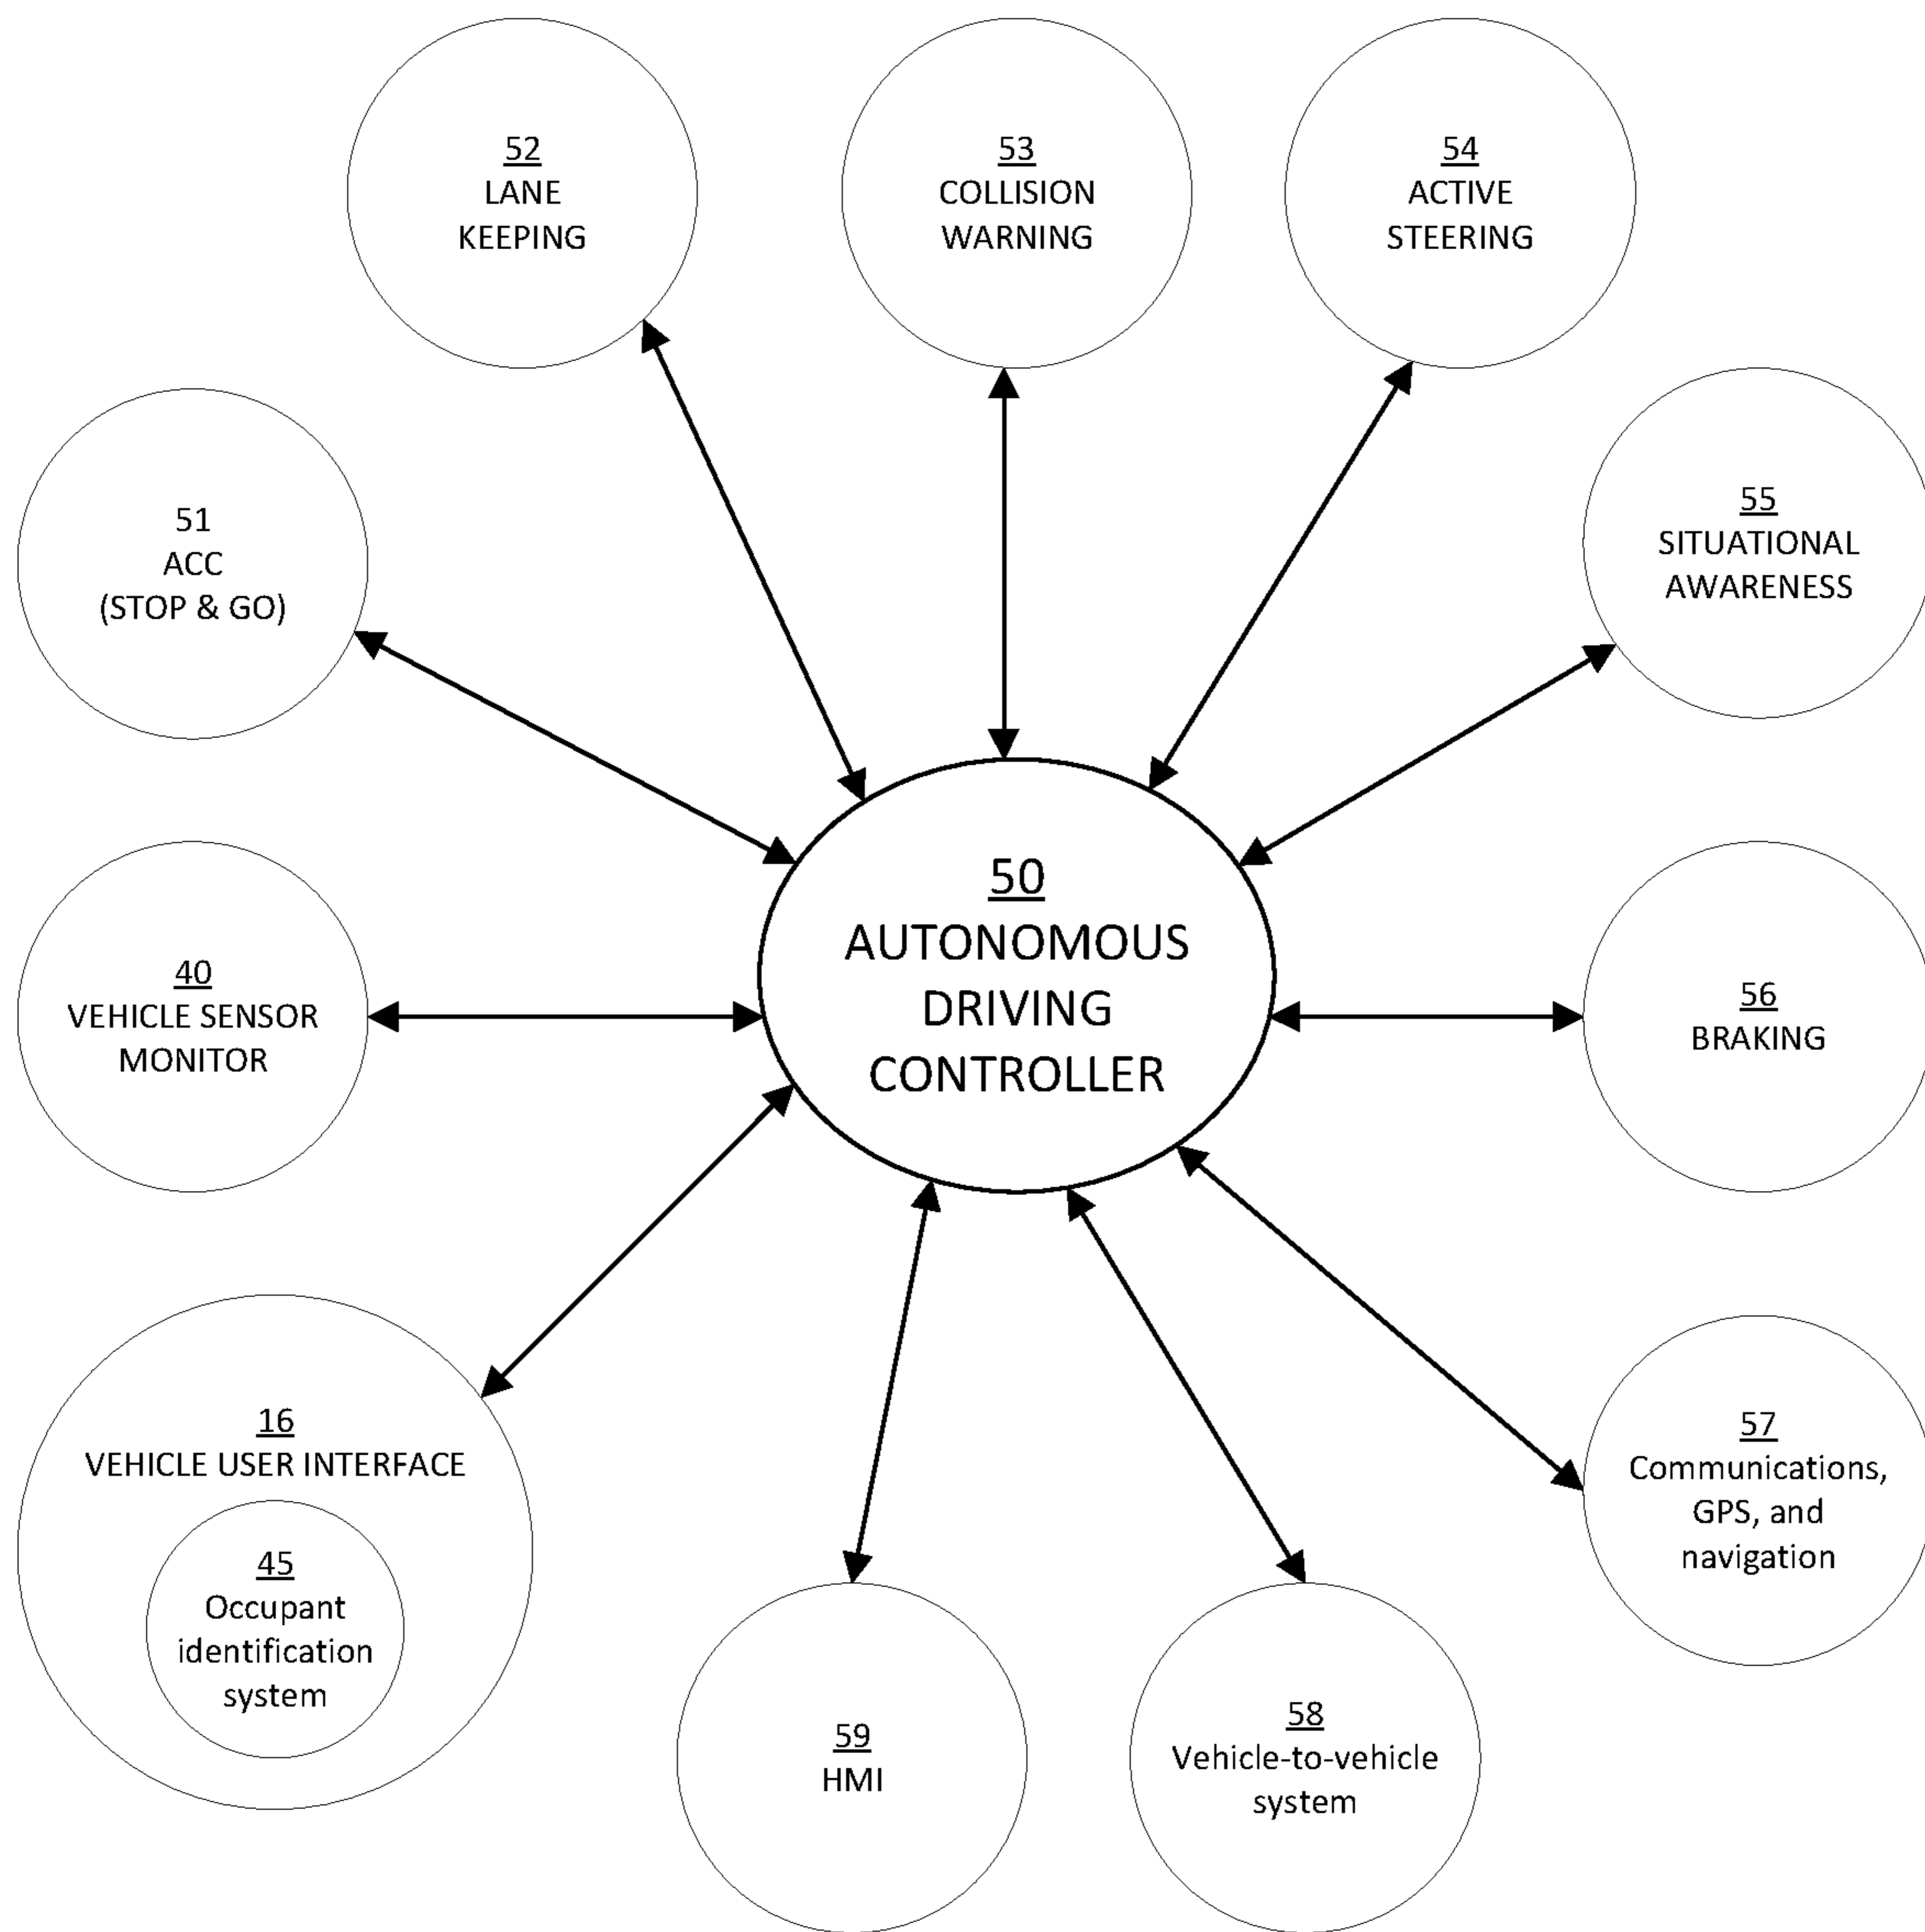 52
LANE
KEEPING
53
COLLISION
WARNING
54
ACTIVE
STEERING
51
ACC
(STOP & GO)
55
SITUATIONAL
AWARENESS
50
AUTONOMOUS
DRIVING
CONTROLLER
40
VEHICLE SENSOR
MONITOR
56
BRAKING
16
VEHICLE USER INTERFACE
45
Occupant
identification
system
57
Communications,
GPS, and
navigation
59
HMI
58
Vehicle-to-vehicle
system